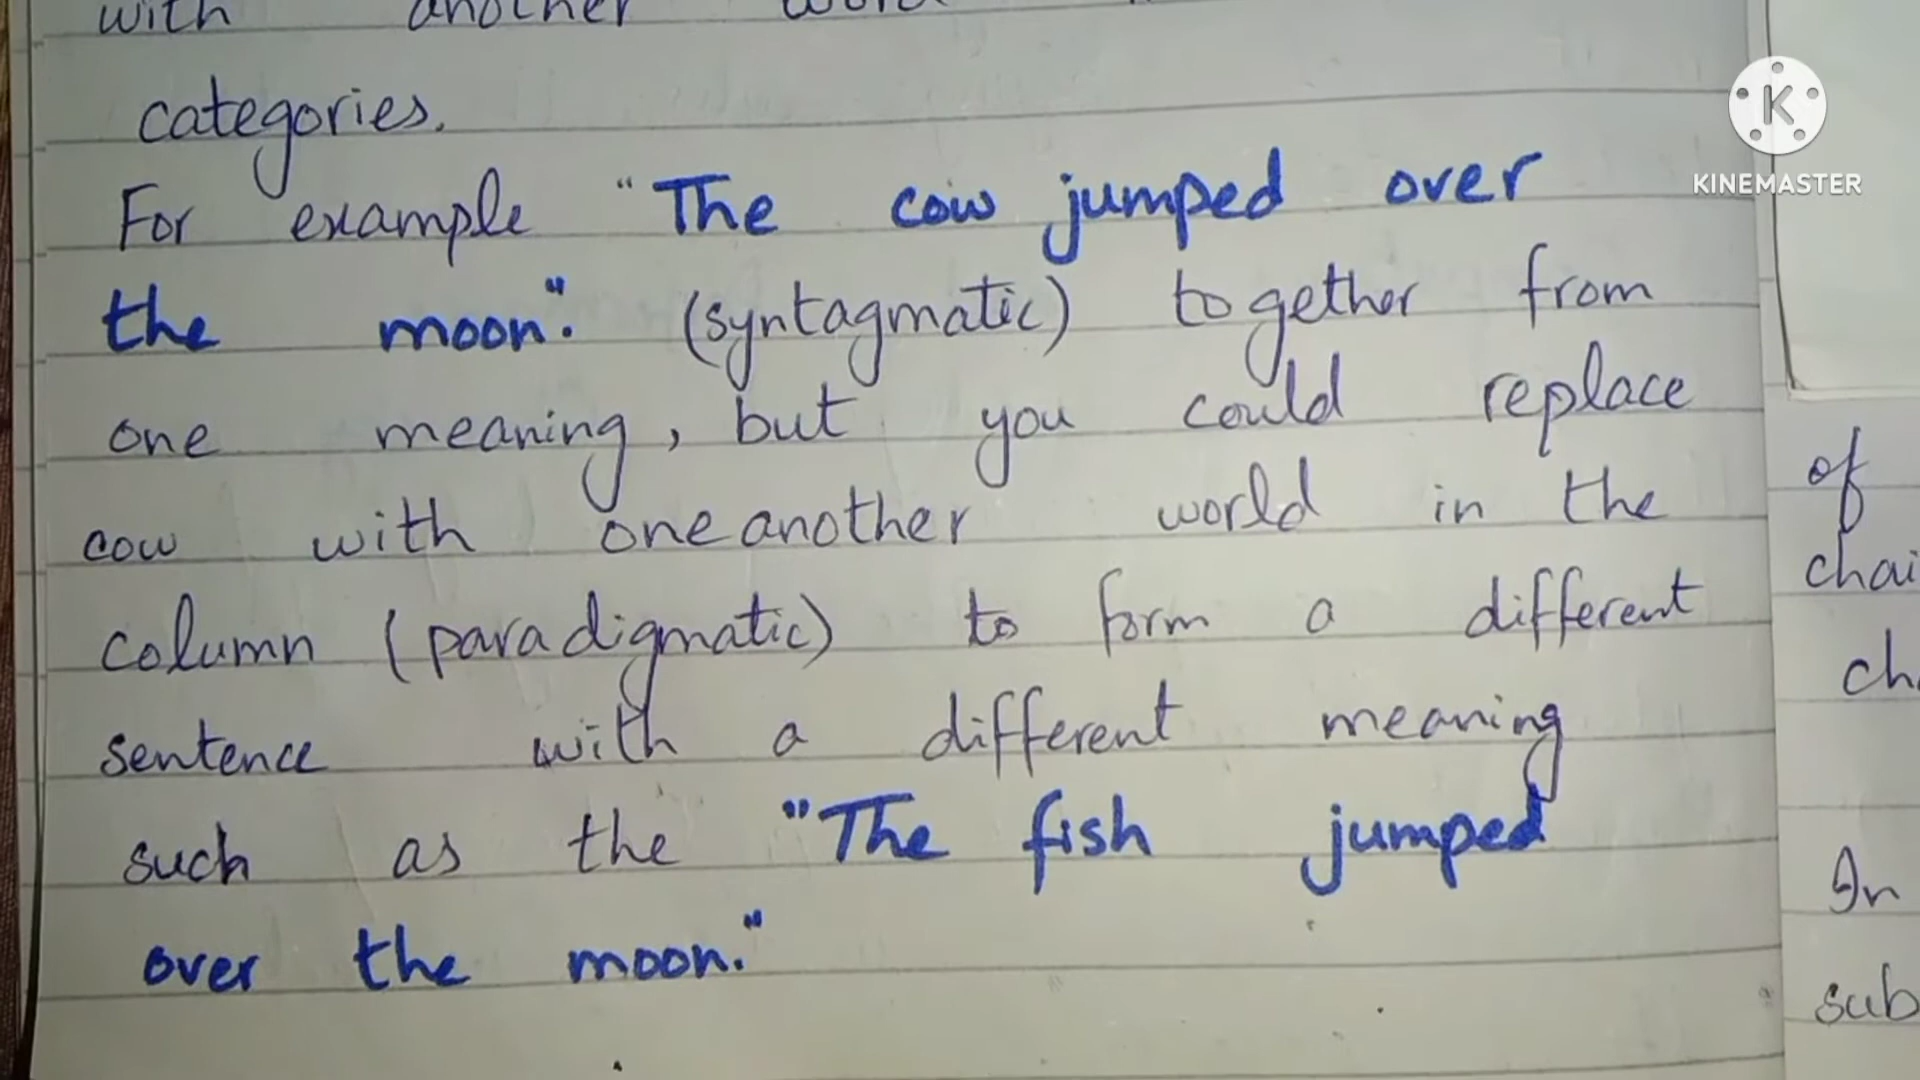 with another
categories.
For example "The cow jumped over
the moon". (syntagmatic) together from
one meaning, but you could replace
cow with one another world in the
column (paradigmatic) to form a different
sentence with a different meaning
such as the "The fish jumped
over the moon."
K
KINEMASTER
of
chai
ch
In
sub